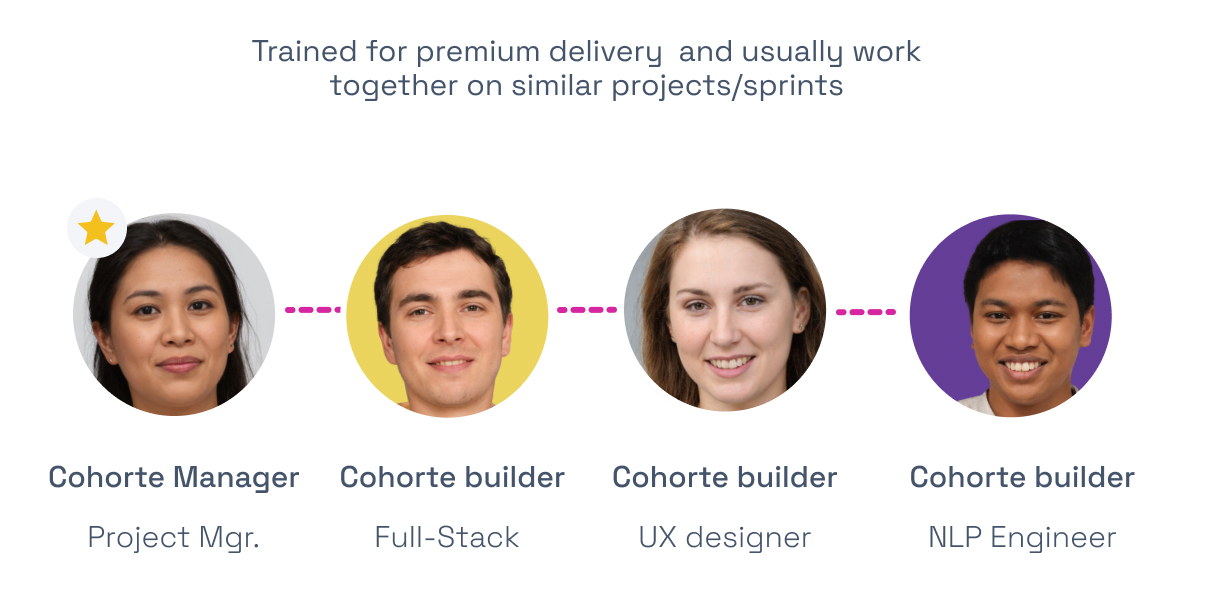 Trained for premium delivery  and usually work
together on similar projects/sprints
Cohorte Manager
Cohorte builder
Cohorte builder
Cohorte builder
Project Mgr.
Full-Stack
UX designer
NLP Engineer